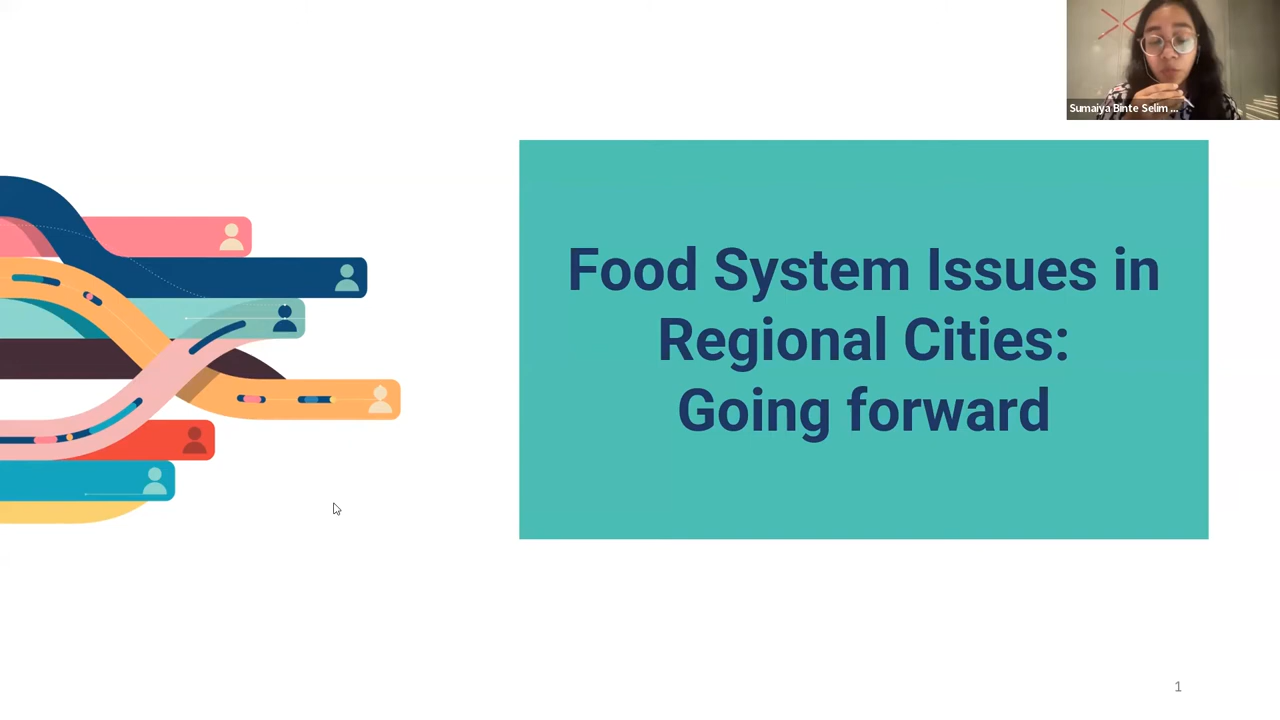 Sumaiya Binte Selim ...
Food System Issues in
Regional Cities:
Going forward
1